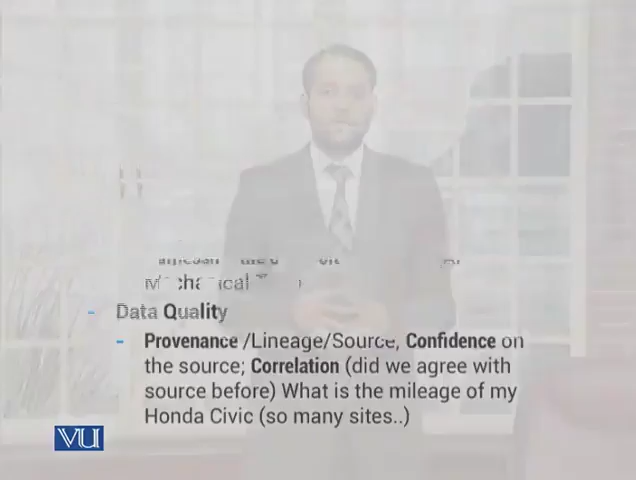 - Data Quality
- Provenance /Lineage/Source, Confidence on
the source; Correlation (did we agree with
source before) What is the mileage of my
Honda Civic (so many sites..)
VU